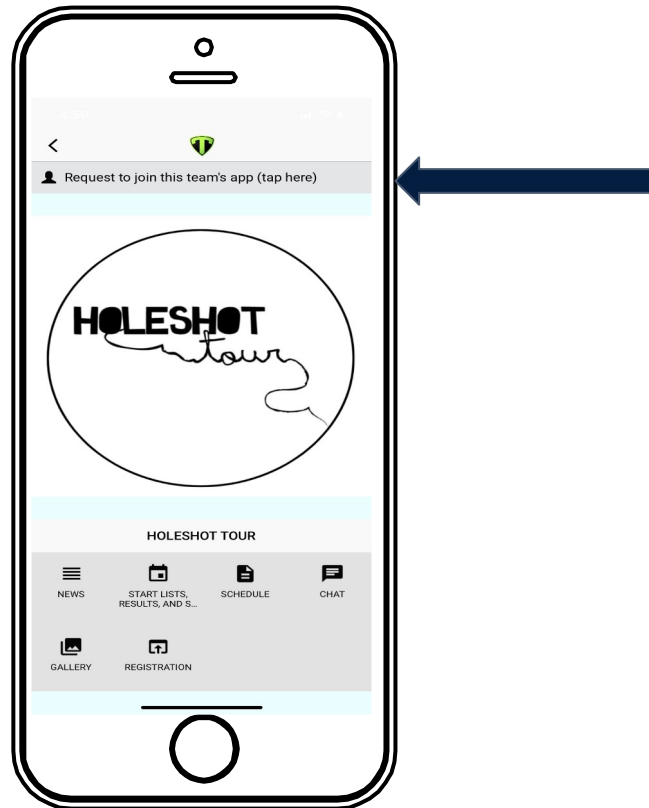 Request to join this team's app (tap here)
HOLESHOT
tour
HOLESHOT TOUR
NEWS
START LISTS,
RESULTS, AND S...
SCHEDULE
CHAT
GALLERY
REGISTRATION